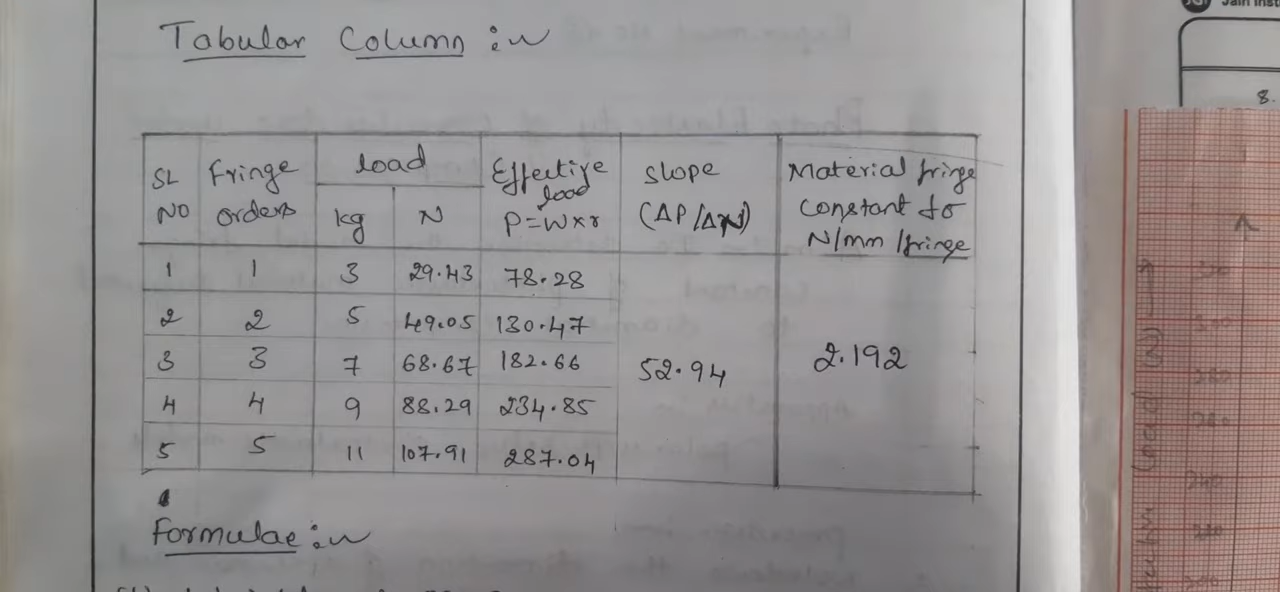 Tabular Column :~
SL NO Fringe orders load Effective load P=W×r Slope (ΔP/ΔN) Material fringe constant fσ N/mm/fringe
kg N
1 1 3 29.43 78.28
2 2 5 49.05 130.47
3 3 7 68.67 182.66 52.94 2.192
4 4 9 88.29 234.85
5 5 11 107.91 287.04
Formulae :~
8.